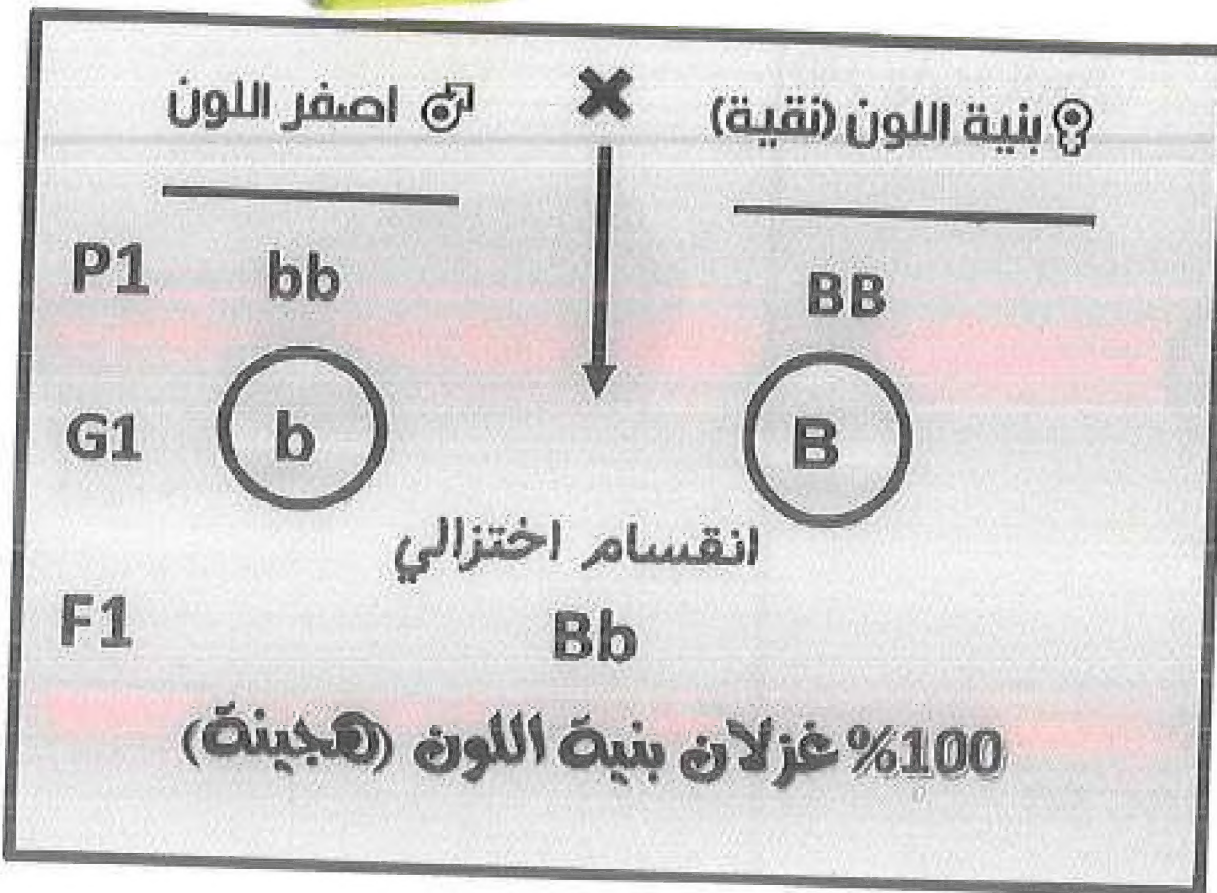 ♀ بنية اللون (نقية) × ♂ اصفر اللون
P1 bb BB
G1 b B
انقسام اختزالي
F1 Bb
100% غزلان بنية اللون (هجينة)